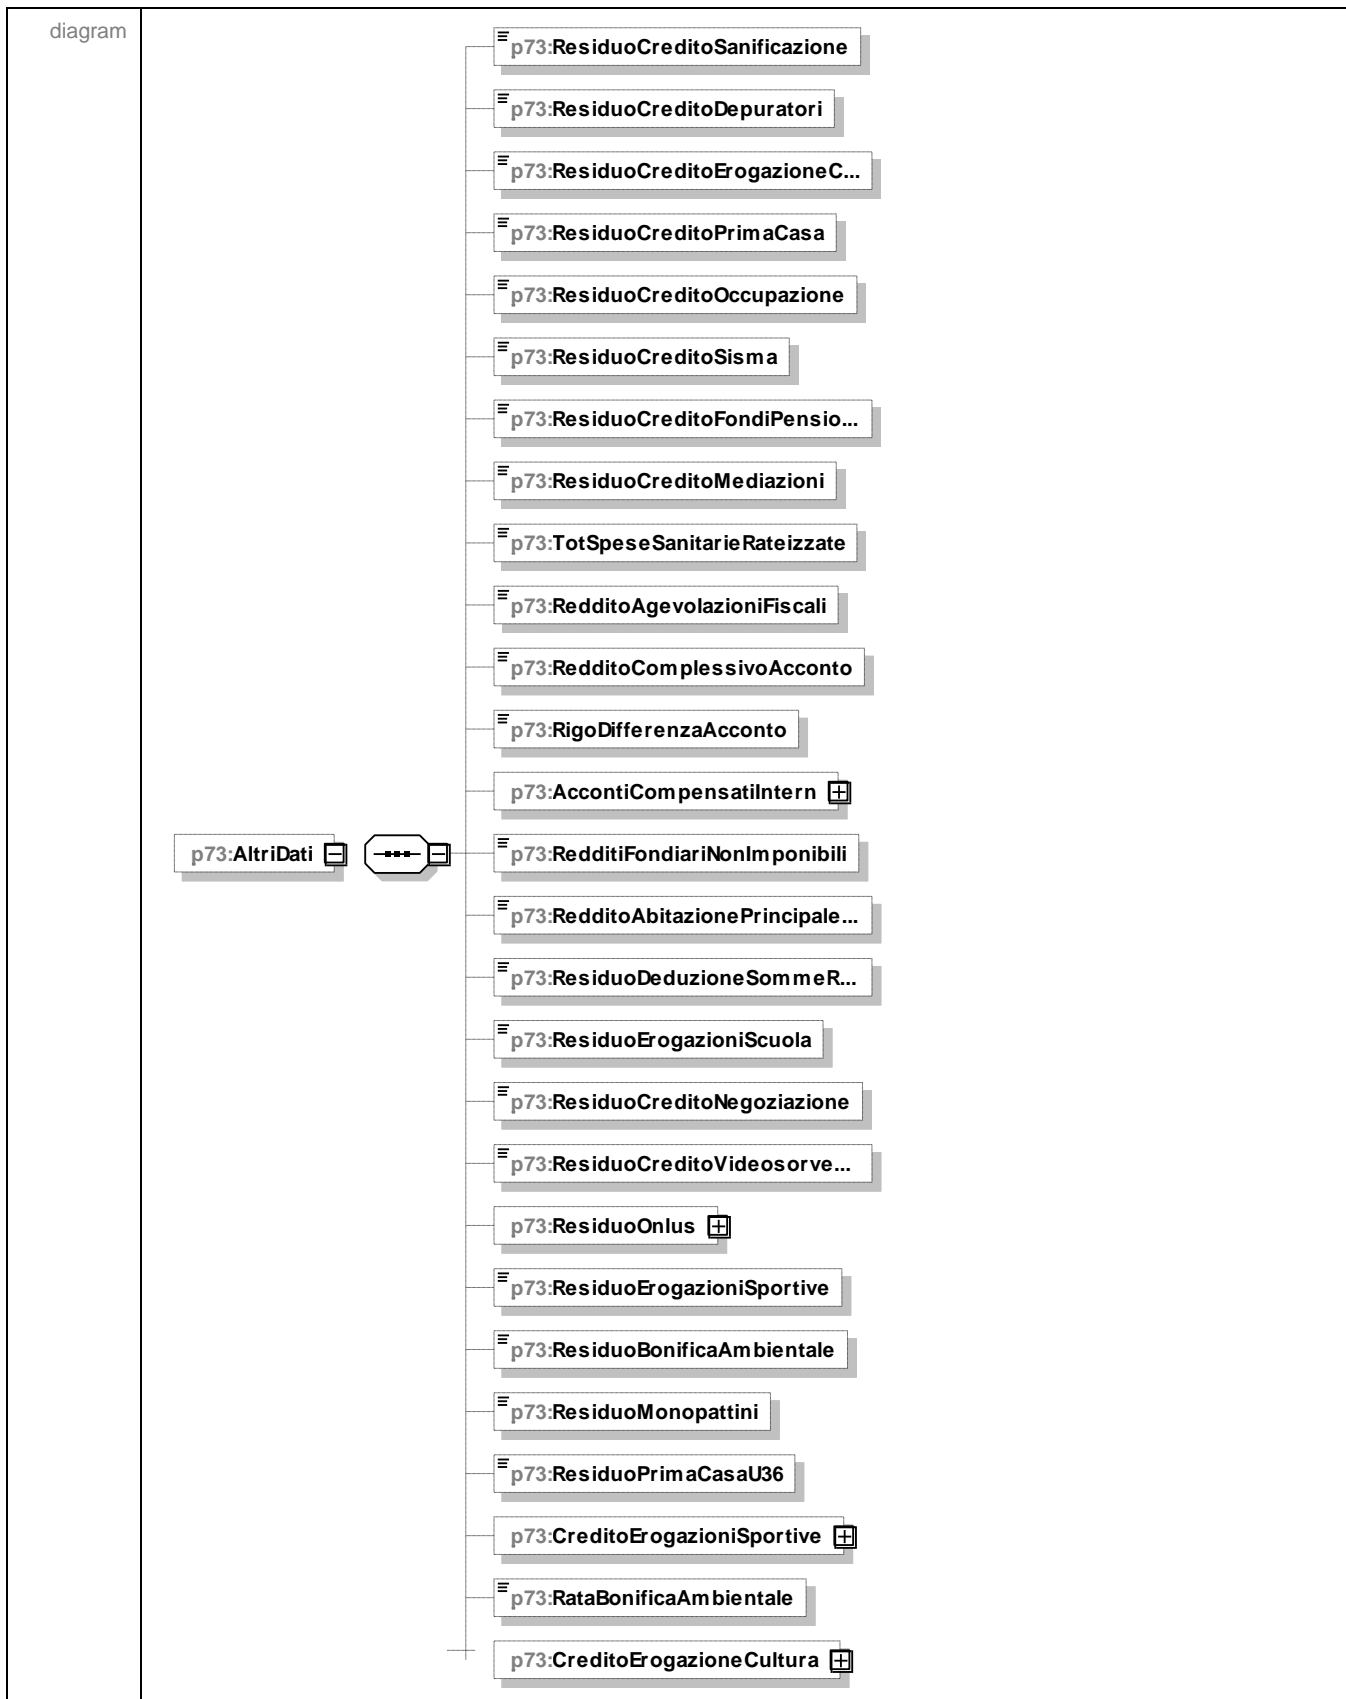 diagram
p73:ResiduoCreditoSanificazione
p73:ResiduoCreditoDepuratori
p73:ResiduoCreditoErogazioneC...
p73:ResiduoCreditoPrimaCasa
p73:ResiduoCreditoOccupazione
p73:ResiduoCreditoSisma
p73:ResiduoCreditoFondiPensio...
p73:ResiduoCreditoMediazioni
p73:TotSpeseSanitarieRateizzate
p73:RedditoAgevolazioniFiscali
p73:RedditoComplessivoAcconto
p73:RigoDifferenzaAcconto
p73:AccontiCompensatiIntern
p73:AltriDati
p73:RedditiFondiariNonImponibili
p73:RedditoAbitazionePrincipale...
p73:ResiduoDeduzioneSommeR...
p73:ResiduoErogazioniScuola
p73:ResiduoCreditoNegoziazione
p73:ResiduoCreditoVideosorve...
p73:ResiduoOnlus
p73:ResiduoErogazioniSportive
p73:ResiduoBonificaAmbientale
p73:ResiduoMonopattini
p73:ResiduoPrimaCasaU36
p73:CreditoErogazioniSportive
p73:RataBonificaAmbientale
p73:CreditoErogazioneCultura